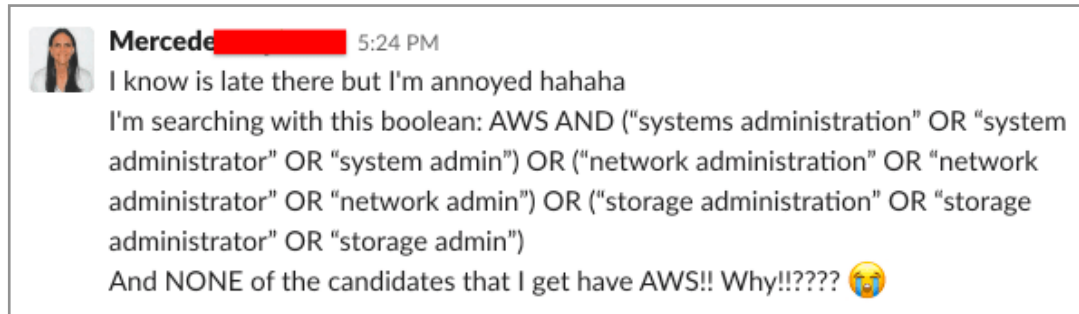 Mercede 5:24 PM
I know is late there but I'm annoyed hahaha
I'm searching with this boolean: AWS AND (“systems administration” OR “system
administrator” OR “system admin”) OR (“network administration” OR “network
administrator” OR “network admin”) OR (“storage administration” OR “storage
administrator” OR “storage admin”)
And NONE of the candidates that I get have AWS!! Why!!???? 😭